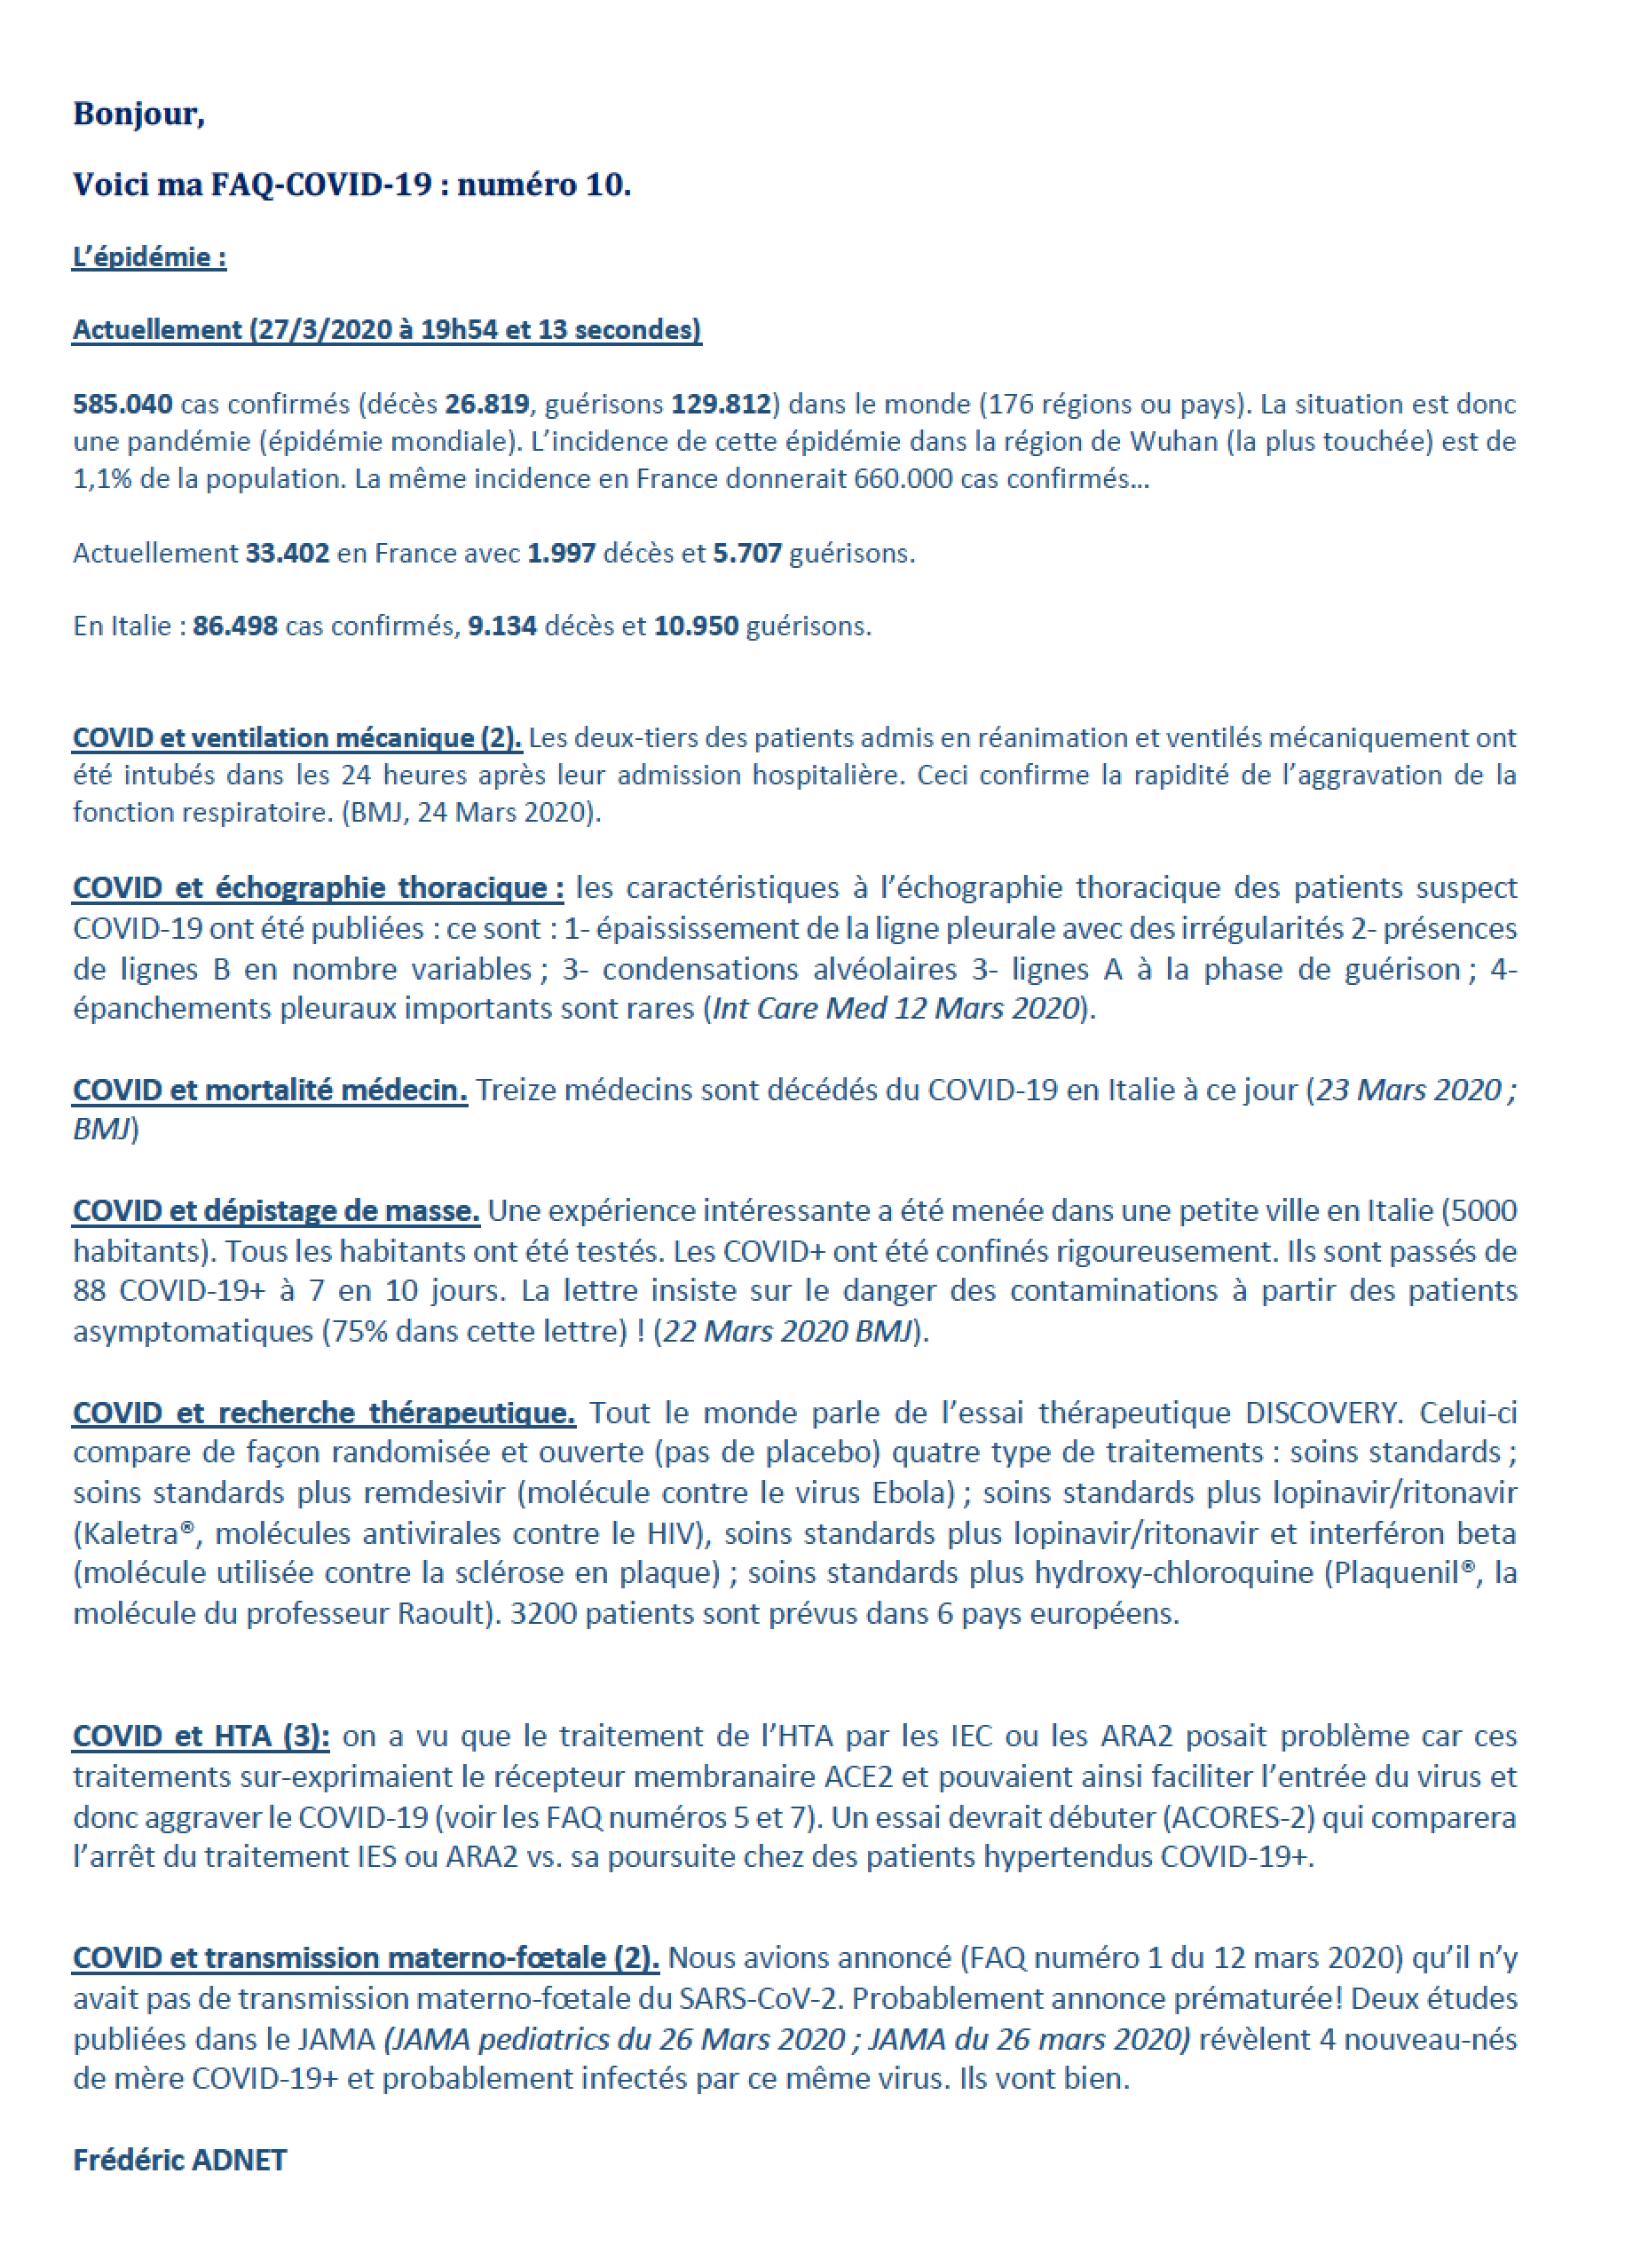 Bonjour,
Voici ma FAQ-COVID-19 : numéro 10.
L’épidémie :
Actuellement (27/3/2020 à 19h54 et 13 secondes)
585.040 cas confirmés (décès 26.819, guérisons 129.812) dans le monde (176 régions ou pays). La situation est donc
une pandémie (épidémie mondiale). L’incidence de cette épidémie dans la région de Wuhan (la plus touchée) est de
1,1% de la population. La même incidence en France donnerait 660.000 cas confirmés…
Actuellement 33.402 en France avec 1.997 décès et 5.707 guérisons.
En Italie : 86.498 cas confirmés, 9.134 décès et 10.950 guérisons.
COVID et ventilation mécanique (2). Les deux-tiers des patients admis en réanimation et ventilés mécaniquement ont
été intubés dans les 24 heures après leur admission hospitalière. Ceci confirme la rapidité de l’aggravation de la
fonction respiratoire. (BMJ, 24 Mars 2020).
COVID et échographie thoracique : les caractéristiques à l’échographie thoracique des patients suspect
COVID-19 ont été publiées : ce sont : 1- épaississement de la ligne pleurale avec des irrégularités 2- présences
de lignes B en nombre variables ; 3- condensations alvéolaires 3- lignes A à la phase de guérison ; 4-
épanchements pleuraux importants sont rares (Int Care Med 12 Mars 2020).
COVID et mortalité médecin. Treize médecins sont décédés du COVID-19 en Italie à ce jour (23 Mars 2020 ;
BMJ)
COVID et dépistage de masse. Une expérience intéressante a été menée dans une petite ville en Italie (5000
habitants). Tous les habitants ont été testés. Les COVID+ ont été confinés rigoureusement. Ils sont passés de
88 COVID-19+ à 7 en 10 jours. La lettre insiste sur le danger des contaminations à partir des patients
asymptomatiques (75% dans cette lettre) ! (22 Mars 2020 BMJ).
COVID et recherche thérapeutique. Tout le monde parle de l’essai thérapeutique DISCOVERY. Celui-ci
compare de façon randomisée et ouverte (pas de placebo) quatre type de traitements : soins standards ;
soins standards plus remdesivir (molécule contre le virus Ebola) ; soins standards plus lopinavir/ritonavir
(Kaletra®, molécules antivirales contre le HIV), soins standards plus lopinavir/ritonavir et interféron beta
(molécule utilisée contre la sclérose en plaque) ; soins standards plus hydroxy-chloroquine (Plaquenil®, la
molécule du professeur Raoult). 3200 patients sont prévus dans 6 pays européens.
COVID et HTA (3): on a vu que le traitement de l’HTA par les IEC ou les ARA2 posait problème car ces
traitements sur-exprimaient le récepteur membranaire ACE2 et pouvaient ainsi faciliter l’entrée du virus et
donc aggraver le COVID-19 (voir les FAQ numéros 5 et 7). Un essai devrait débuter (ACORES-2) qui comparera
l’arrêt du traitement IES ou ARA2 vs. sa poursuite chez des patients hypertendus COVID-19+.
COVID et transmission materno-fœtale (2). Nous avions annoncé (FAQ numéro 1 du 12 mars 2020) qu’il n’y
avait pas de transmission materno-fœtale du SARS-CoV-2. Probablement annonce prématurée! Deux études
publiées dans le JAMA (JAMA pediatrics du 26 Mars 2020 ; JAMA du 26 mars 2020) révèlent 4 nouveau-nés
de mère COVID-19+ et probablement infectés par ce même virus. Ils vont bien.
Frédéric ADNET